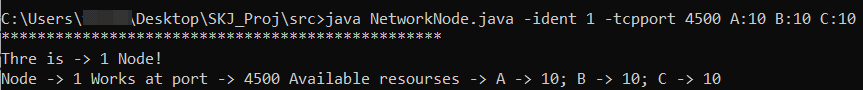 C:\Users\ \Desktop\SKJ_Proj\src>java NetworkNode.java -ident 1 -tcpport 4500 A:10 B:10 C:10
*************************************************
Thre is -> 1 Node!
Node -> 1 Works at port -> 4500 Available resourses -> A -> 10; B -> 10; C -> 10